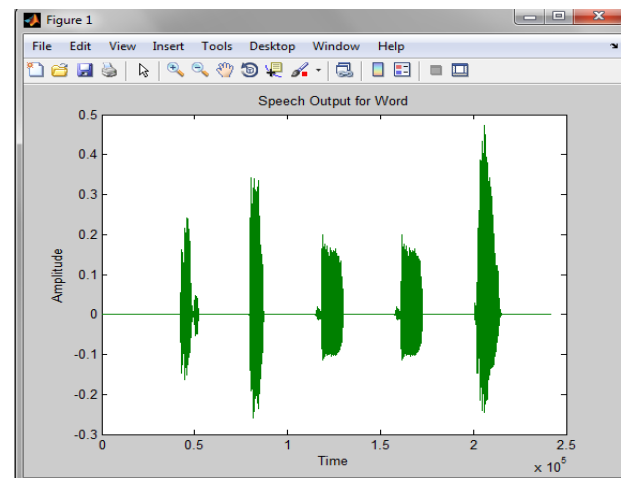 Figure 1
File Edit View Insert Tools Desktop Window Help
Speech Output for Word
0.5
0.4
0.3
0.2
0.1
0
-0.1
-0.2
-0.3
Amplitude
0 0.5 1 1.5 2 2.5
Time
x 10^5